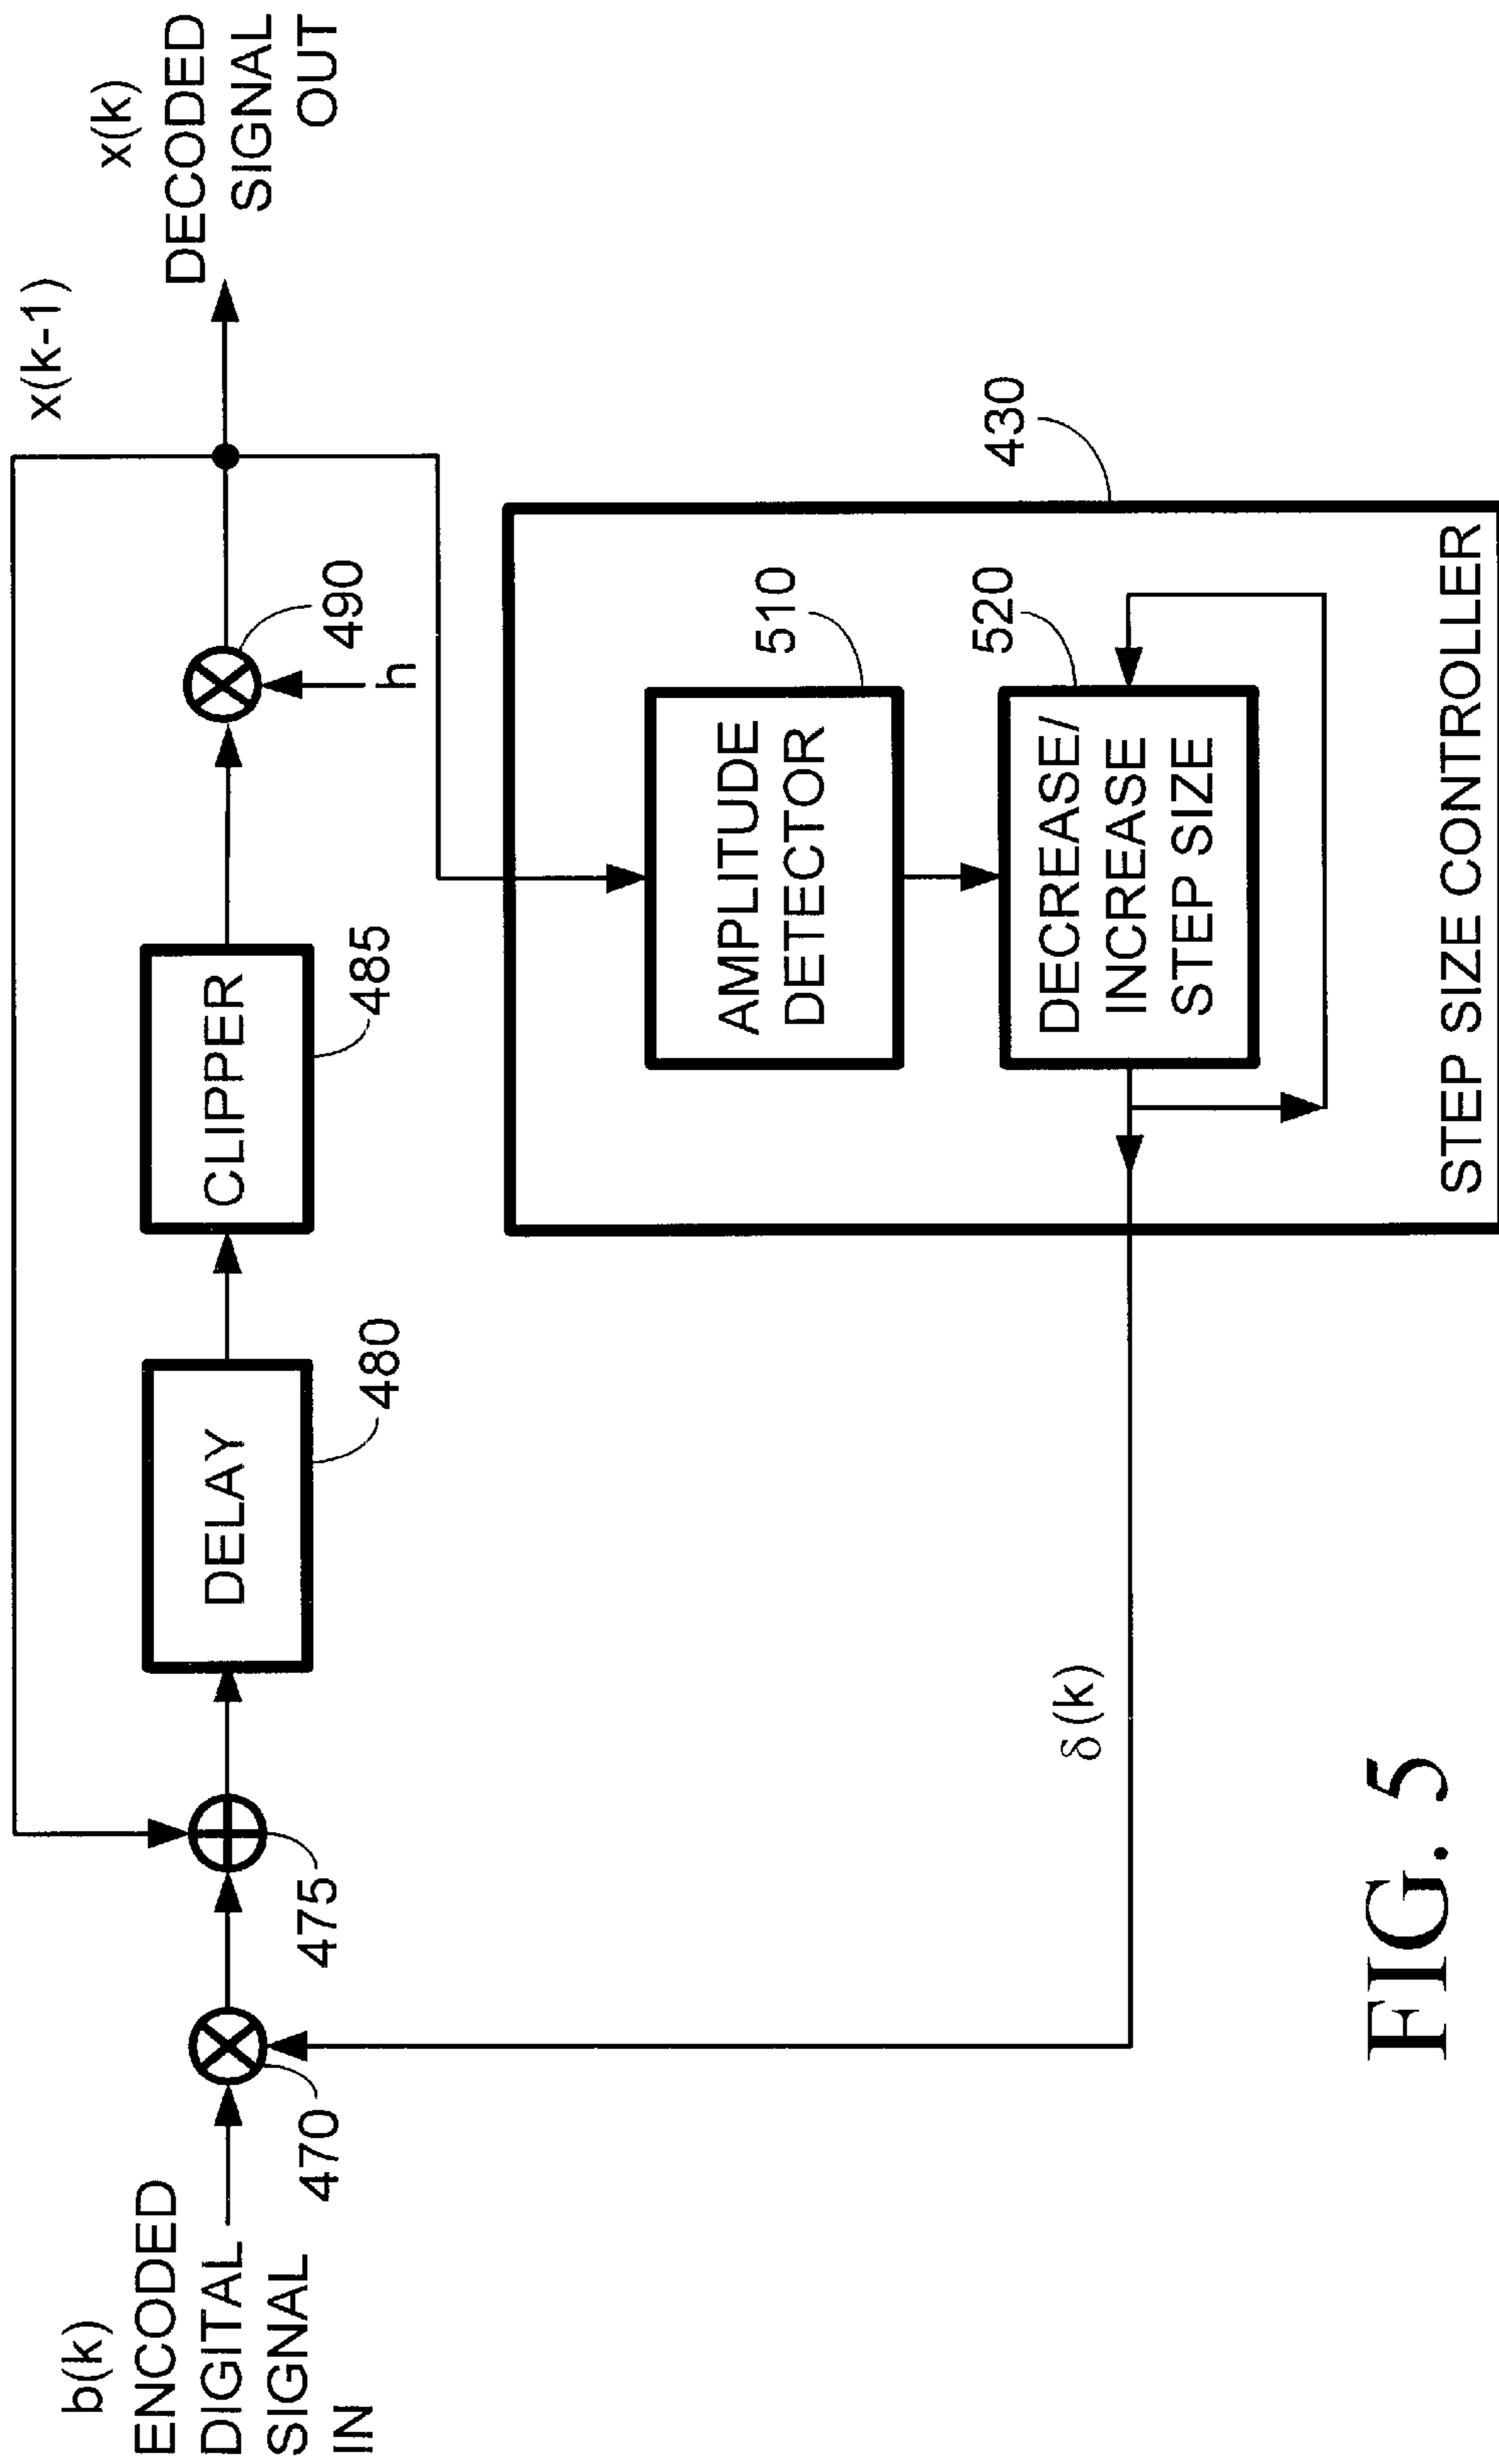 b(k)
ENCODED
DIGITAL
SIGNAL
IN
470
475
DELAY
480
CLIPPER
485
490
h
x(k-1)
x(k)
DECODED
SIGNAL
OUT
δ(k)
430
AMPLITUDE
DETECTOR
510
DECREASE/
INCREASE
STEP SIZE
520
STEP SIZE CONTROLLER
FIG. 5